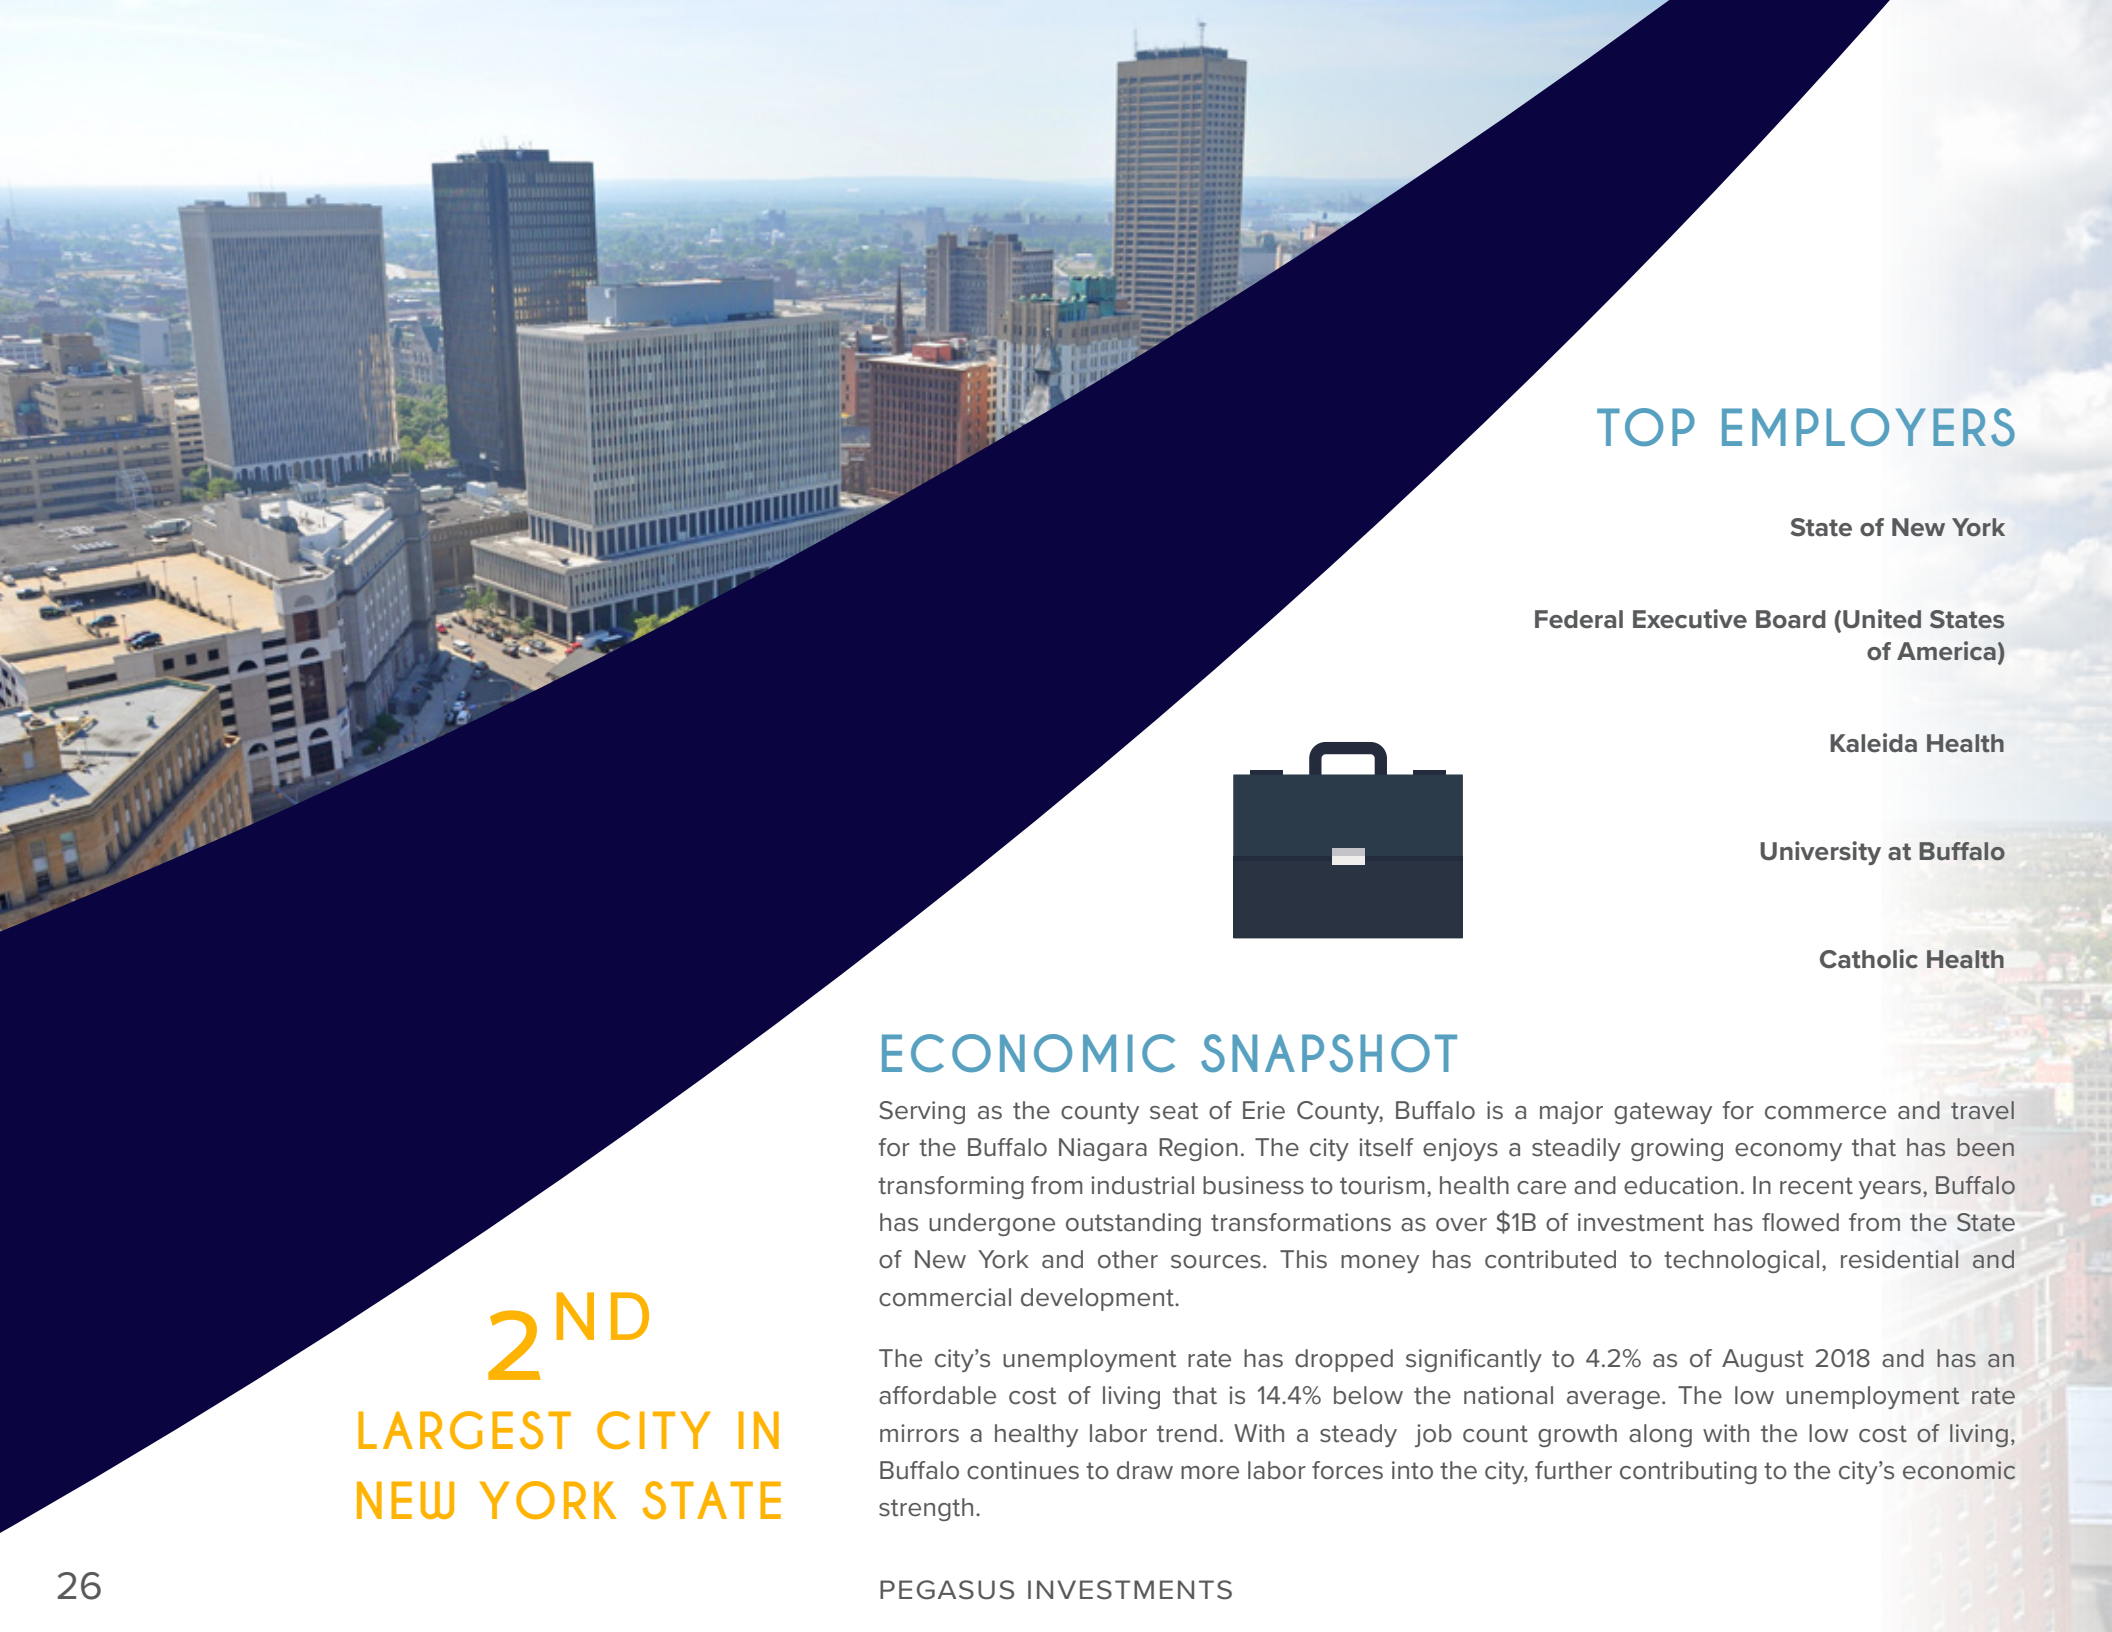 TOP EMPLOYERS
State of New York
Federal Executive Board (United States
of America)
Kaleida Health
University at Buffalo
Catholic Health
ECONOMIC SNAPSHOT
Serving as the county seat of Erie County, Buffalo is a major gateway for commerce and travel
for the Buffalo Niagara Region. The city itself enjoys a steadily growing economy that has been
transforming from industrial business to tourism, health care and education. In recent years, Buffalo
has undergone outstanding transformations as over $1B of investment has flowed from the State
of New York and other sources. This money has contributed to technological, residential and
commercial development.
The city’s unemployment rate has dropped significantly to 4.2% as of August 2018 and has an
affordable cost of living that is 14.4% below the national average. The low unemployment rate
mirrors a healthy labor trend. With a steady job count growth along with the low cost of living,
Buffalo continues to draw more labor forces into the city, further contributing to the city’s economic
strength.
2ND
LARGEST CITY IN
NEW YORK STATE
26
PEGASUS INVESTMENTS